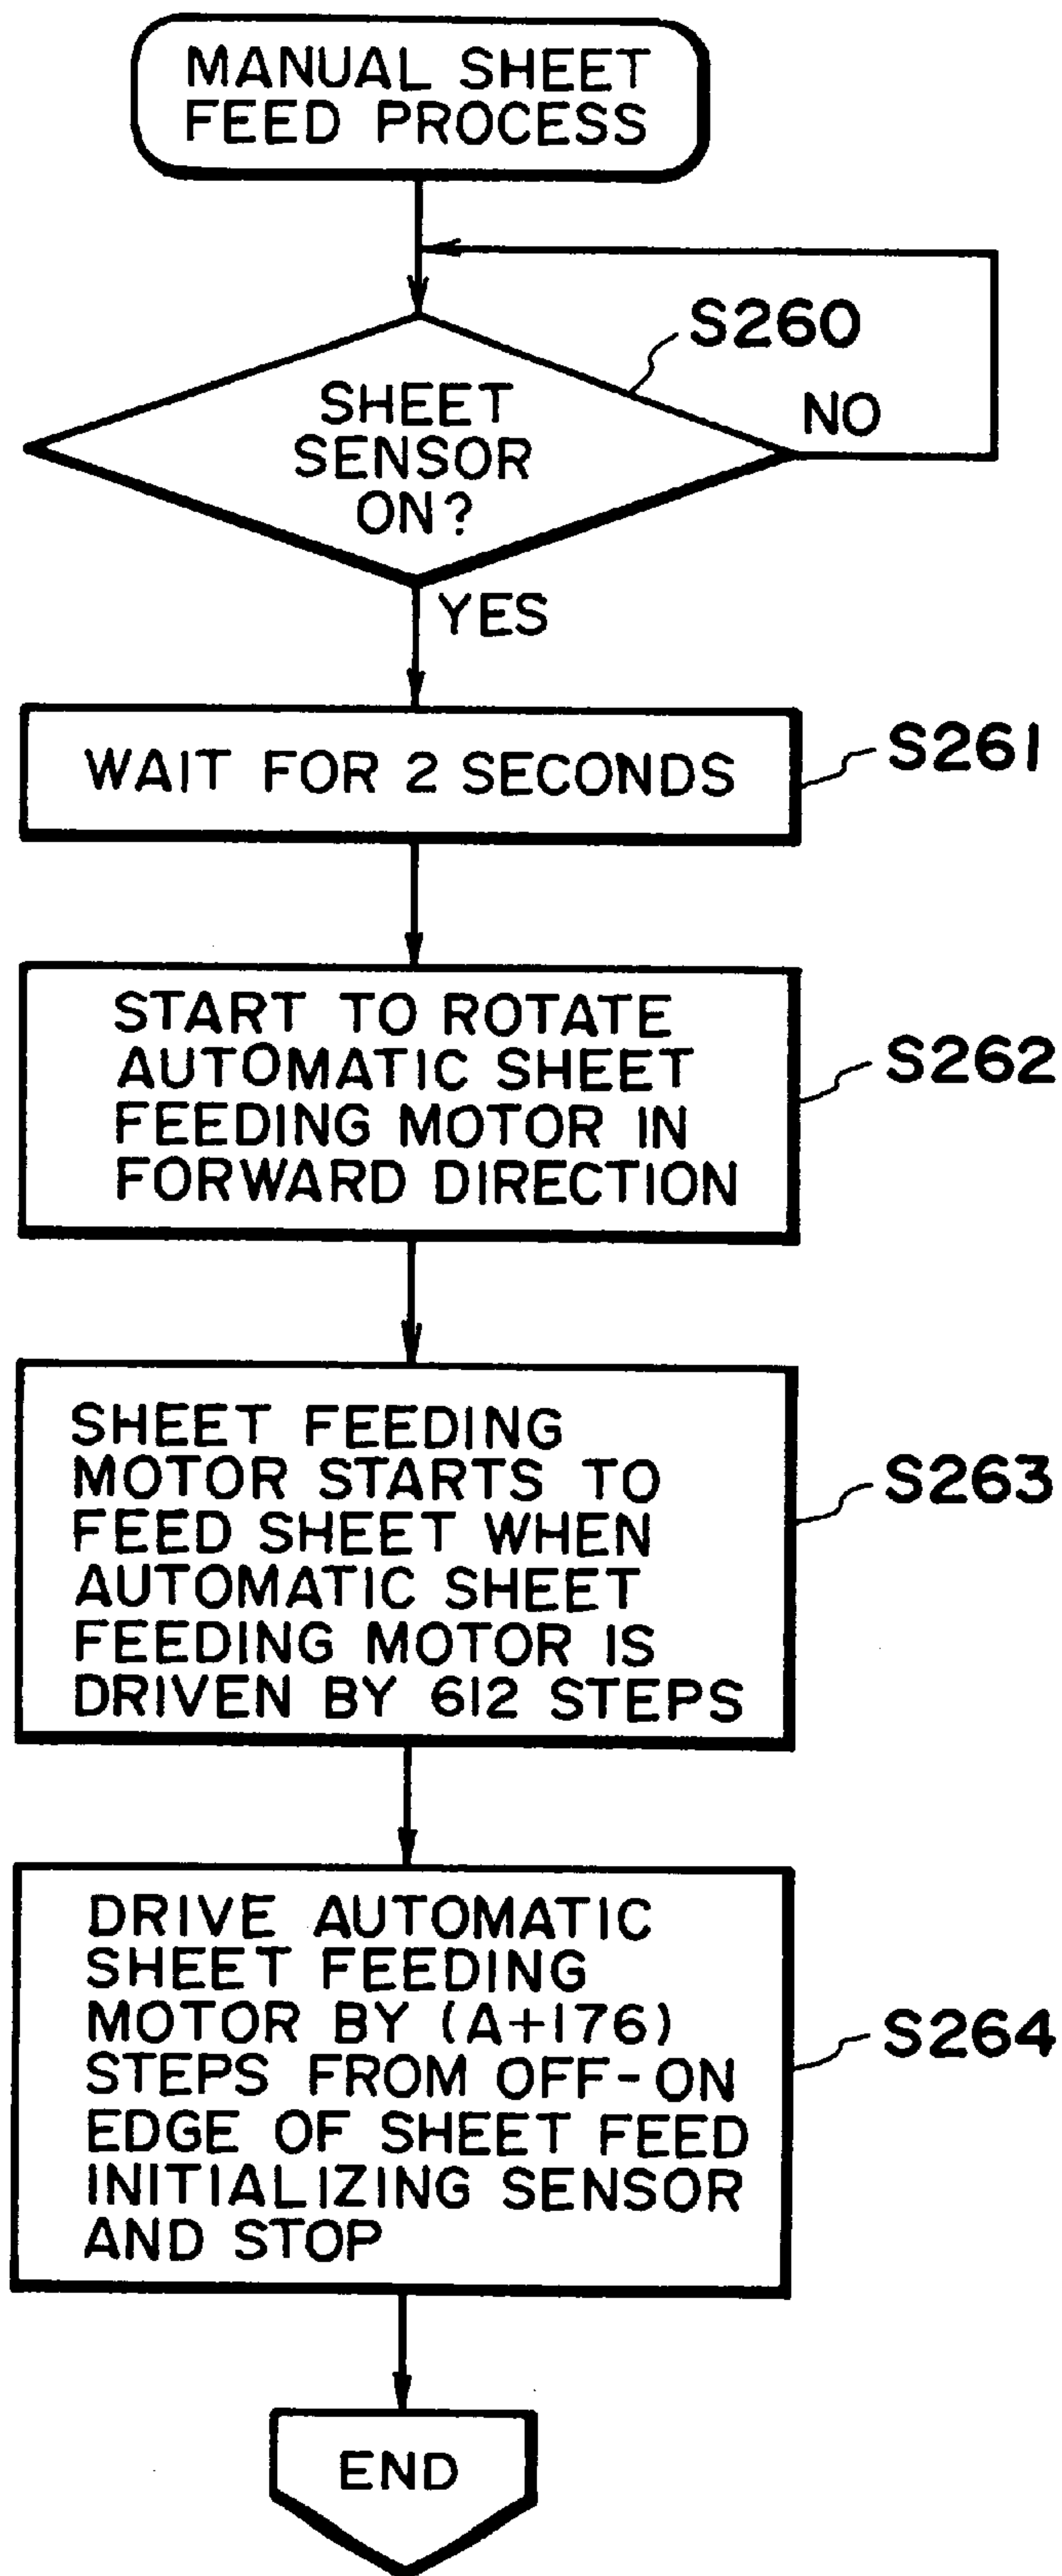 MANUAL SHEET
FEED PROCESS
S260
SHEET
SENSOR
ON?
NO
YES
WAIT FOR 2 SECONDS
S261
START TO ROTATE
AUTOMATIC SHEET
FEEDING MOTOR IN
FORWARD DIRECTION
S262
SHEET FEEDING
MOTOR STARTS TO
FEED SHEET WHEN
AUTOMATIC SHEET
FEEDING MOTOR IS
DRIVEN BY 612 STEPS
S263
DRIVE AUTOMATIC
SHEET FEEDING
MOTOR BY (A+176)
STEPS FROM OFF-ON
EDGE OF SHEET FEED
INITIALIZING SENSOR
AND STOP
S264
END